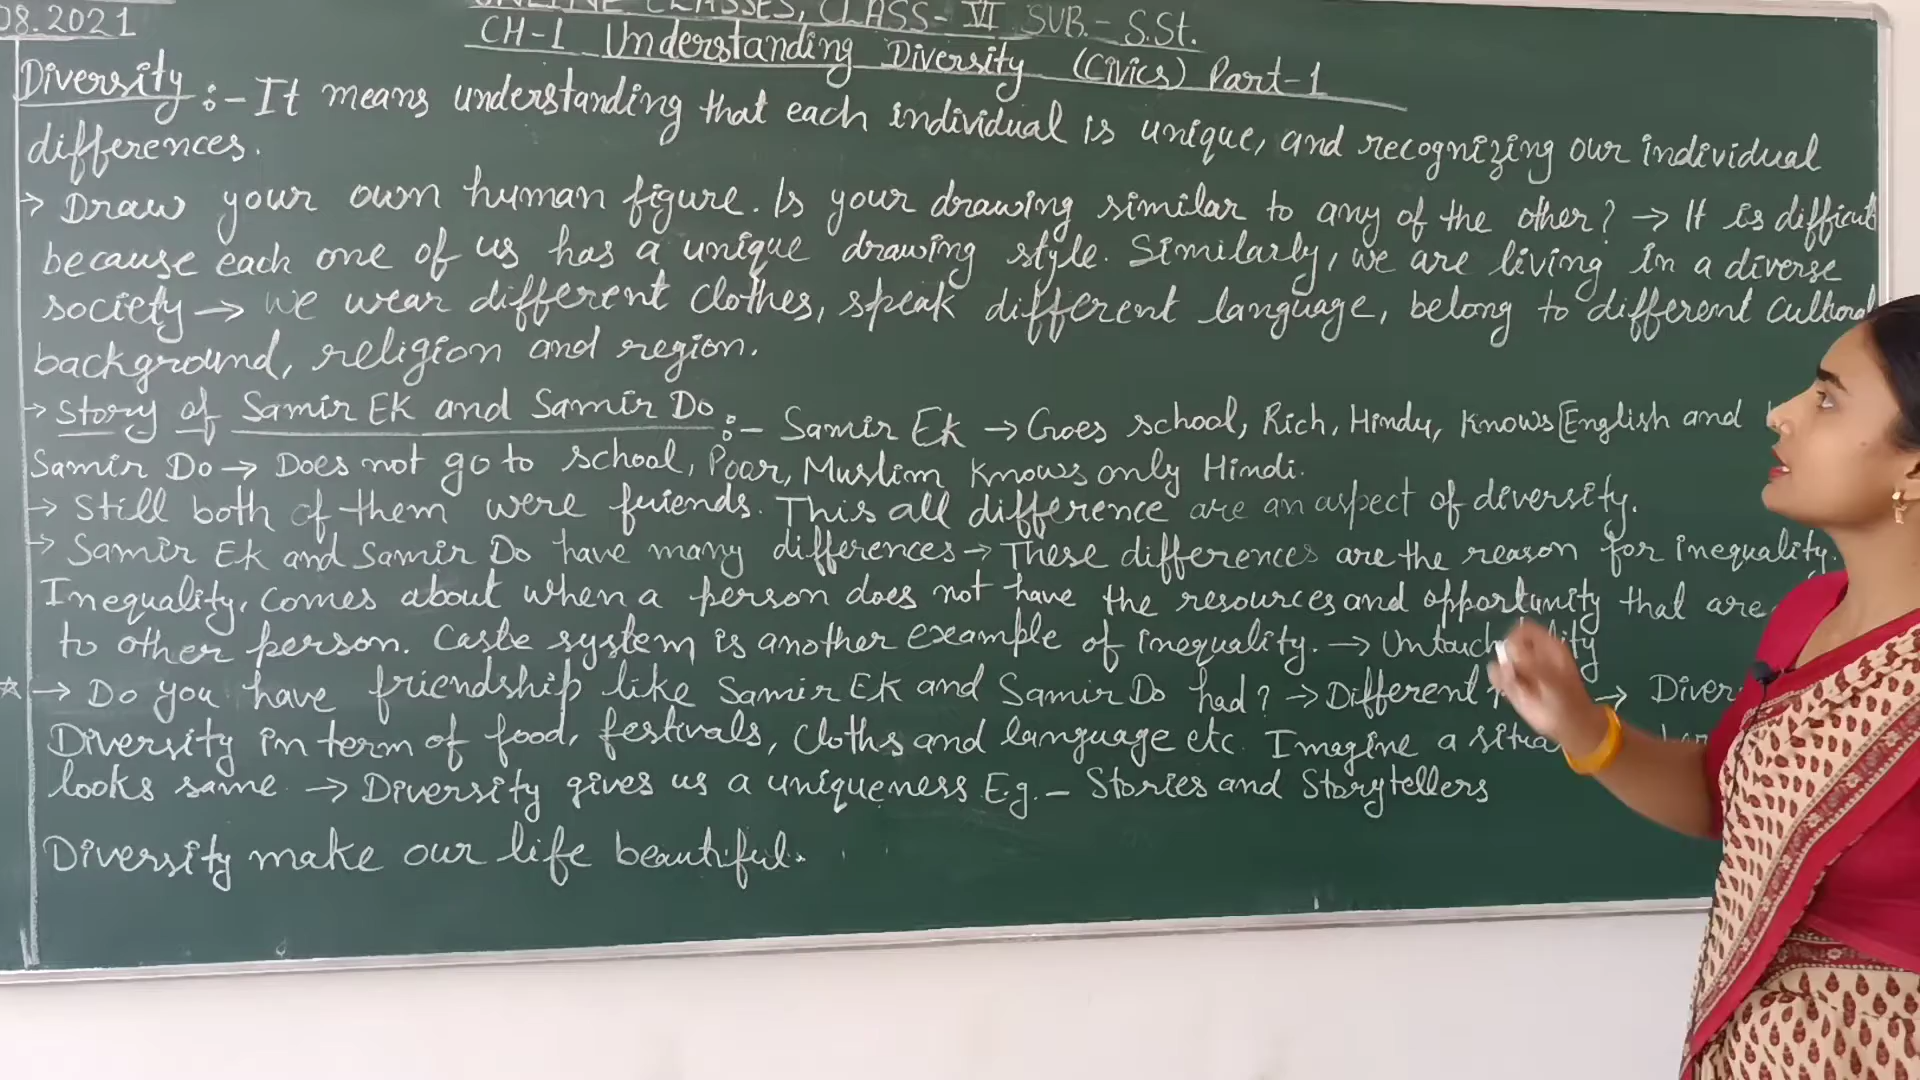 08.2021
ONLINE CLASSES, CLASS- VI SUB.- S.St.
CH-1 Understanding Diversity (Civics) Part-1
Diversity :- It means understanding that each individual is unique, and recognizing our individual
differences.
→ Draw your own human figure. Is your drawing similar to any of the other? → It is difficult
because each one of us has a unique drawing style. Similarly, we are living in a diverse
society → we wear different clothes, speak different language, belong to different cultural
background, religion and region.
→ Story of Samir Ek and Samir Do :- Samir Ek → Goes school, Rich, Hindu, Knows English and
Samir Do → Does not go to school, Poar, Muslim Knows only Hindi.
→ Still both of them were friends. This all difference are an aspect of diversity.
→ Samir Ek and Samir Do have many differences → These differences are the reason for inequality.
Inequality, comes about when a person does not have the resources and opportunity that are
to other person. Caste system is another example of inequality. →
☆ → Do you have friendship like Samir Ek and Samir Do had? → Different →
Diversity in term of food, festivals, cloths and language etc. Imagine a
looks same. → Diversity gives us a uniqueness E.g. - Stories and Storytellers
Diversity make our life beautiful.